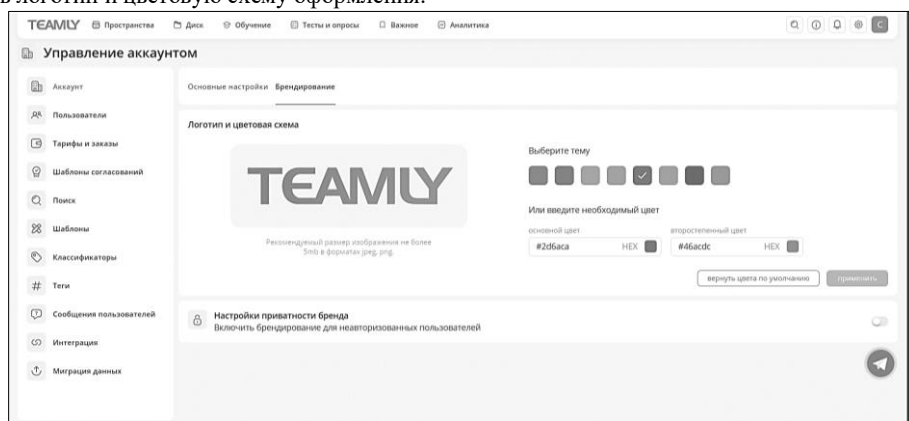 в логотип и цветовую схему оформления.
TEAMLY Пространства Диск Обучение Тесты и опросы Важное Аналитика C
Управление аккаунтом
Аккаунт
Пользователи
Тарифы и заказы
Шаблоны согласований
Поиск
Шаблоны
Классификаторы
Теги
Сообщения пользователей
Интеграция
Миграция данных
Основные настройки Брендирование
Логотип и цветовая схема
TEAMLY
Рекомендуемый размер изображения не более
5mb в форматах jpeg, png.
Выберите тему
Или введите необходимый цвет
основной цвет второстепенный цвет
#2d6aca HEX #46acdc HEX
вернуть цвета по умолчанию применить
Настройки приватности бренда
Включить брендирование для неавторизованных пользователей